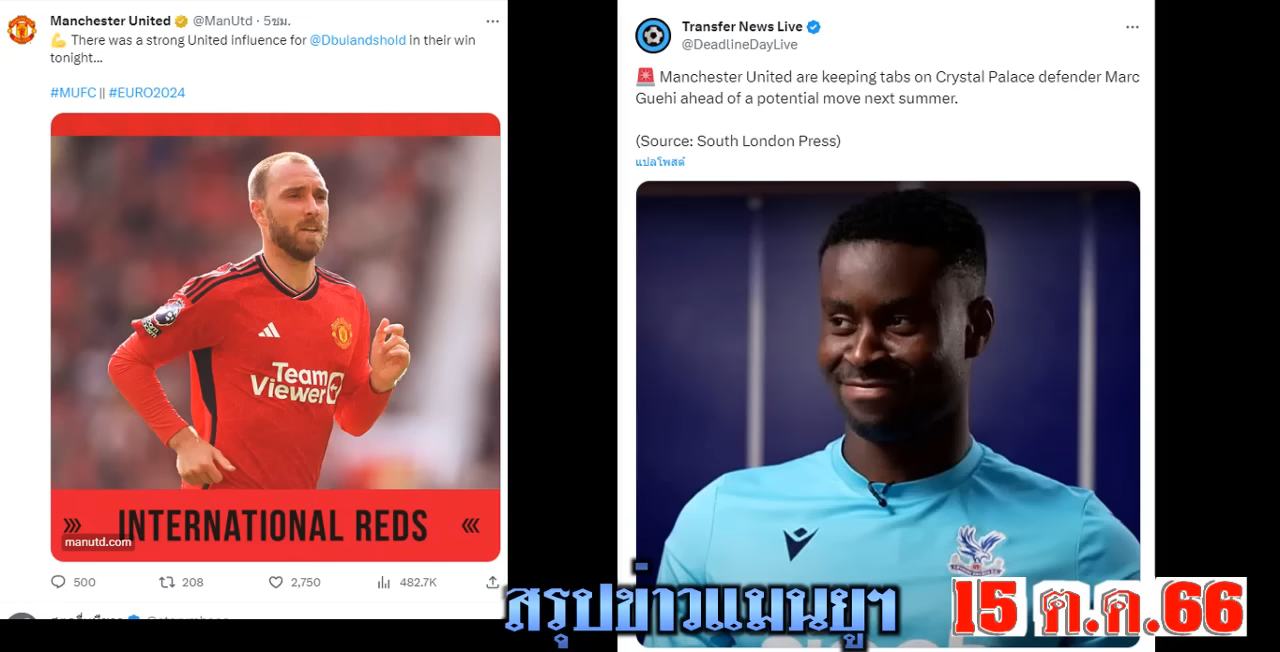 Manchester United @ManUtd · 5ชม.
💪 There was a strong United influence for @Dbulandshold in their win
tonight...
#MUFC || #EURO2024
Team
Viewer
INTERNATIONAL REDS
manutd.com
500 208 2,750 482.7K
Transfer News Live
@DeadlineDayLive
🚨 Manchester United are keeping tabs on Crystal Palace defender Marc
Guehi ahead of a potential move next summer.
(Source: South London Press)
แปลโพสต์
สรุปข่าวแมนยูฯ 15 ต.ค.66